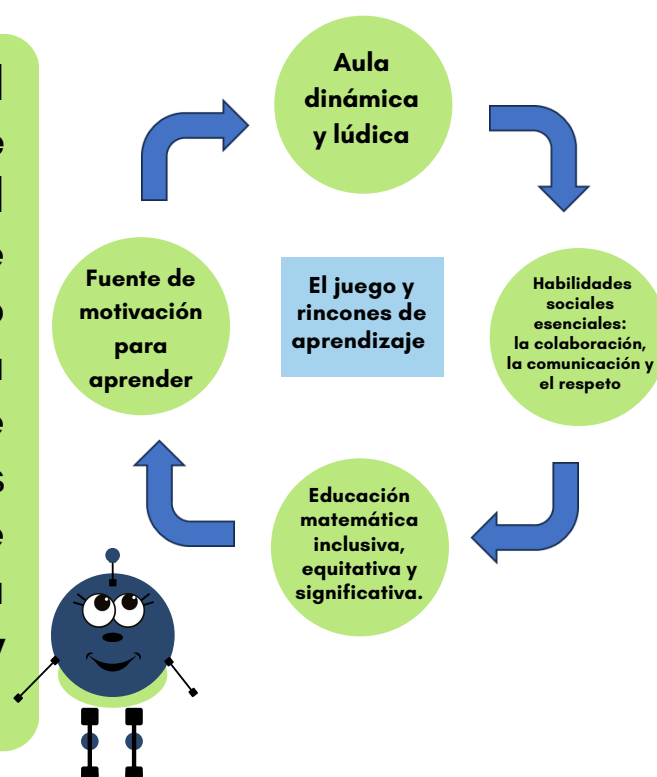 Aula
dinámica
y lúdica
Fuente de
motivación
para
aprender
El juego y
rincones de
aprendizaje
Habilidades
sociales
esenciales:
la colaboración,
la comunicación y
el respeto
Educación
matemática
inclusiva,
equitativa y
significativa.